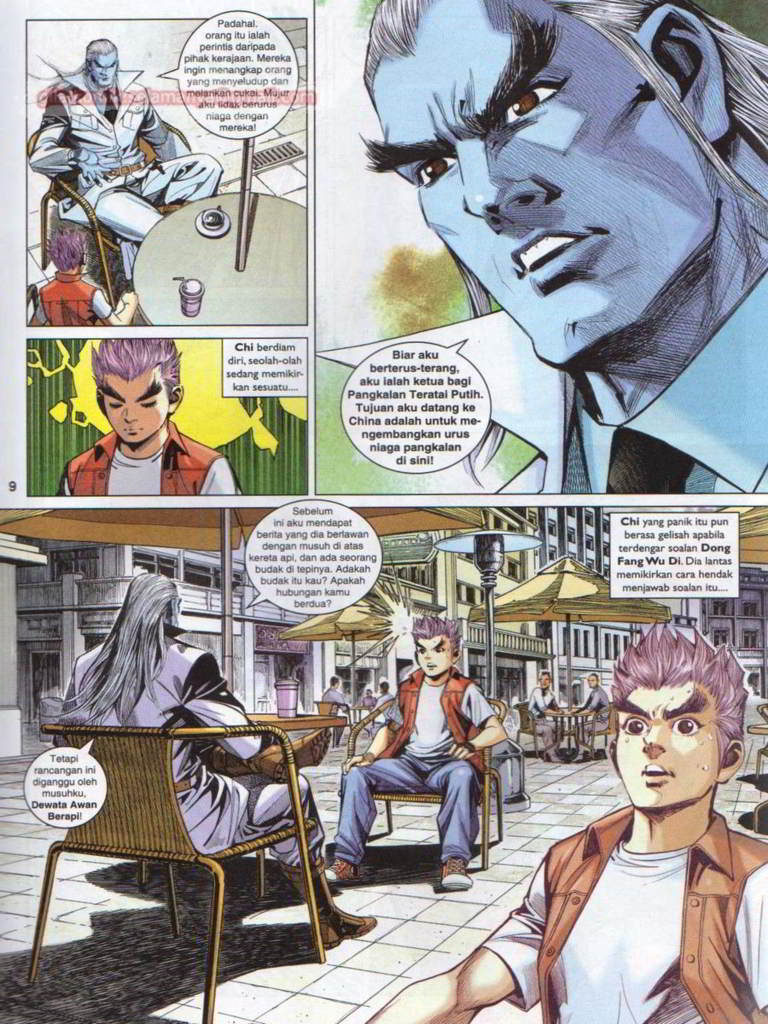 Padahal,
orang itu ialah
perintis daripada
pihak kerajaan. Mereka
ingin menangkap orang
yang menyeludup dan
melarikan cukai. Mujur
aku tidak berurus
niaga dengan
mereka!
Biar aku
berterus-terang,
aku ialah ketua bagi
Pangkalan Teratai Putih.
Tujuan aku datang ke
China adalah untuk me-
ngembangkan urus
niaga pangkalan
di sini!
Chi berdiam
diri, seolah-olah
sedang memikir-
kan sesuatu....
9
Sebelum
ini aku mendapat
berita yang dia berlawan
dengan musuh di atas
kereta api, dan ada seorang
budak di tepinya. Adakah
budak itu kau? Apakah
hubungan kamu
berdua?
Chi yang panik itu pun
berasa gelisah apabila
terdengar soalan Dong
Fang Wu Di. Dia lantas
memikirkan cara hendak
menjawab soalan itu....
Tetapi
rancangan ini
diganggu oleh
musuhku,
Dewata Awan
Berapi!